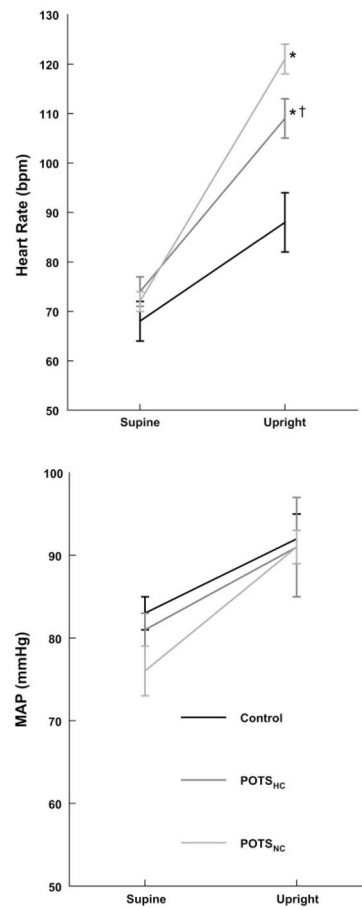 130
120
110
100
90
80
70
60
50
Heart Rate (bpm)
*
*†
Supine Upright
100
90
80
70
60
50
MAP (mmHg)
Control
POTSHC
POTSNC
Supine Upright